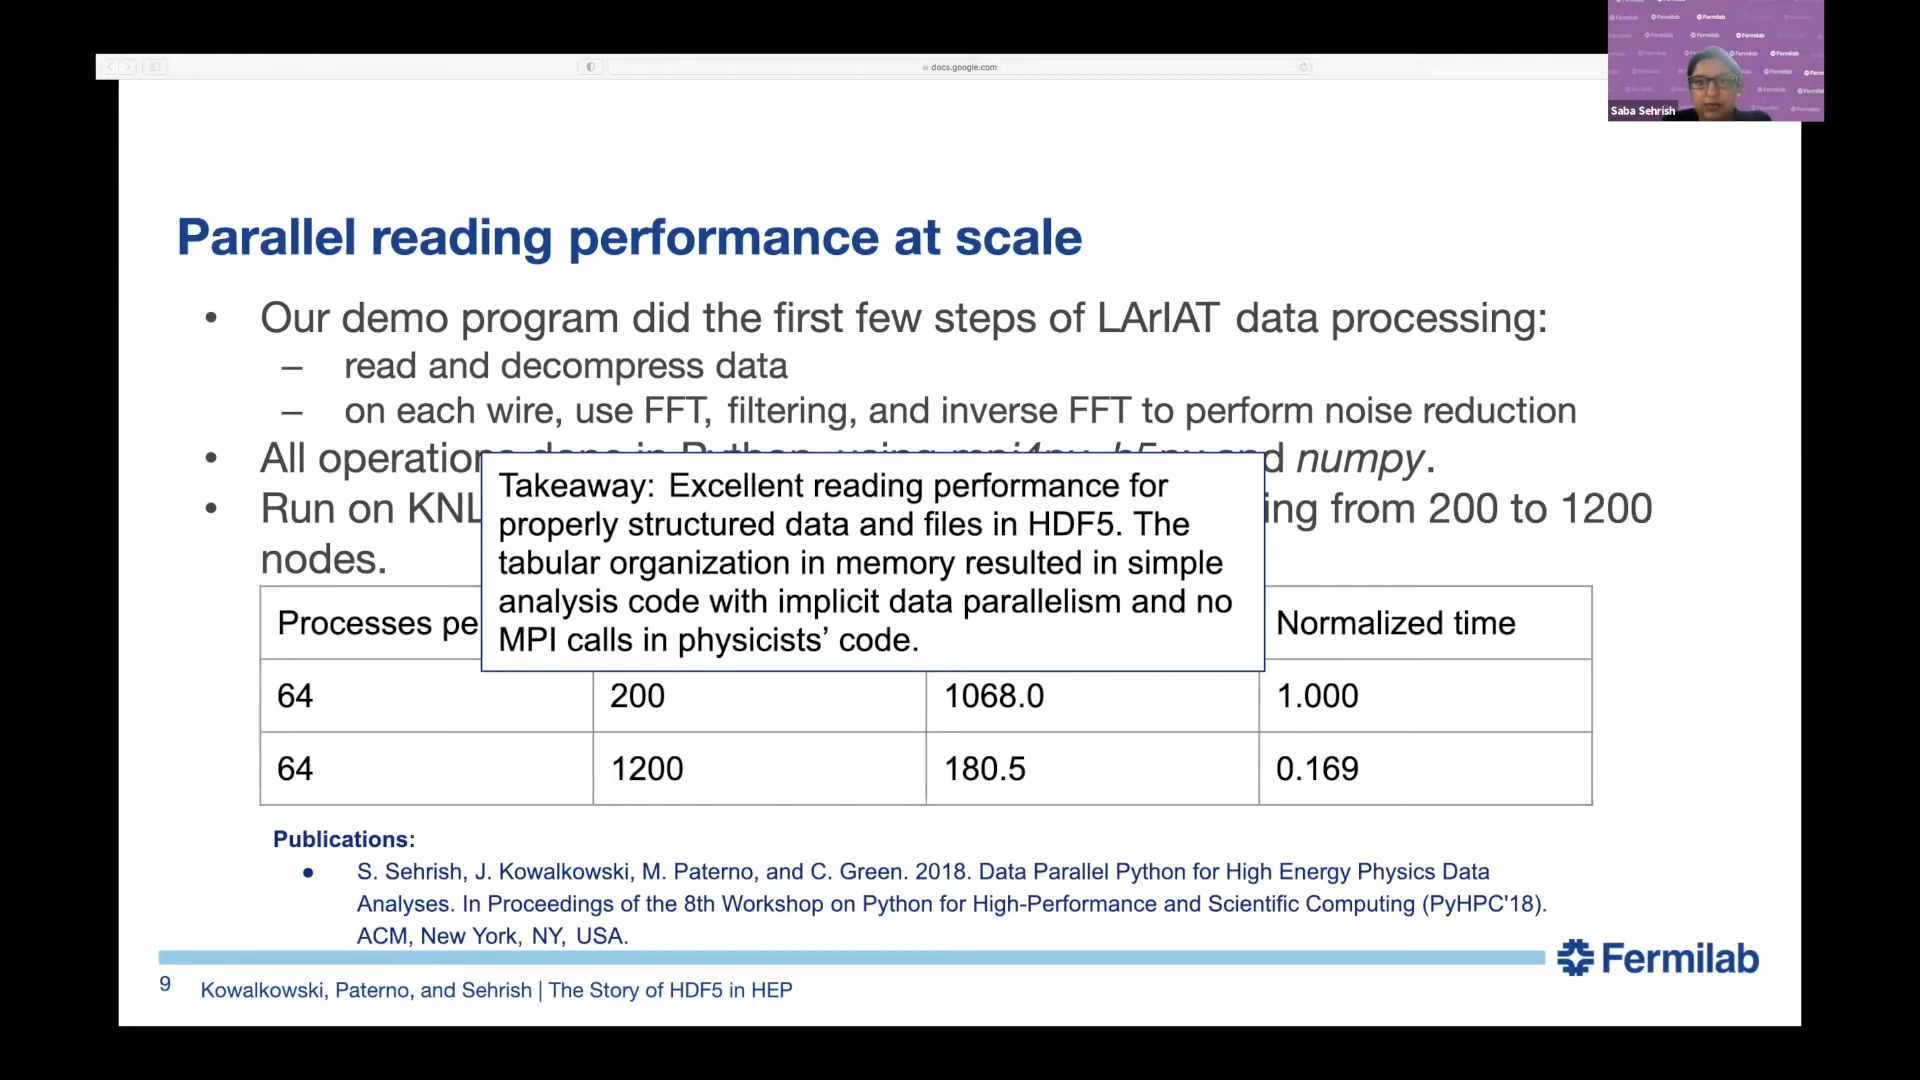 docs.google.com
Saba Sehrish
Parallel reading performance at scale
• Our demo program did the first few steps of LArIAT data processing:
– read and decompress data
– on each wire, use FFT, filtering, and inverse FFT to perform noise reduction
• All operations done in Python, using mpi4py, h5py and numpy.
• Run on KNL ing from 200 to 1200
nodes.
Takeaway: Excellent reading performance for
properly structured data and files in HDF5. The
tabular organization in memory resulted in simple
analysis code with implicit data parallelism and no
MPI calls in physicists’ code.
Processes pe Normalized time
64 200 1068.0 1.000
64 1200 180.5 0.169
Publications:
● S. Sehrish, J. Kowalkowski, M. Paterno, and C. Green. 2018. Data Parallel Python for High Energy Physics Data
Analyses. In Proceedings of the 8th Workshop on Python for High-Performance and Scientific Computing (PyHPC'18).
ACM, New York, NY, USA.
Fermilab
9 Kowalkowski, Paterno, and Sehrish | The Story of HDF5 in HEP